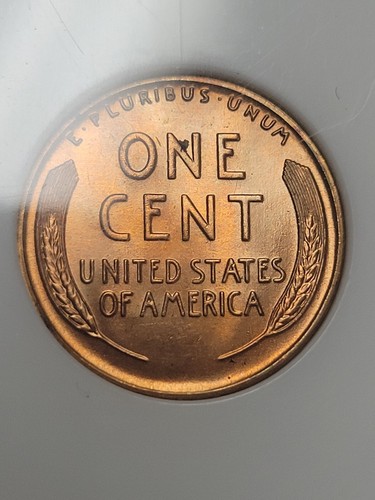 E·PLURIBUS·UNUM
ONE
CENT
UNITED STATES
OF AMERICA